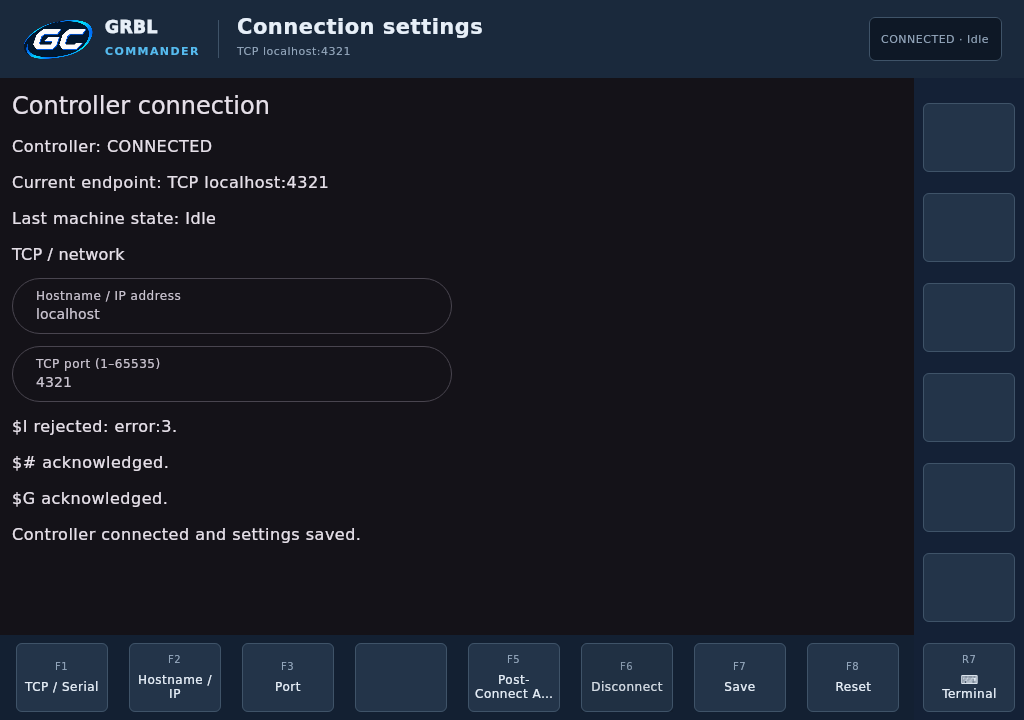 GC
GRBL
COMMANDER
Connection settings
TCP localhost:4321
CONNECTED · Idle
Controller connection
Controller: CONNECTED
Current endpoint: TCP localhost:4321
Last machine state: Idle
TCP / network
Hostname / IP address
localhost
TCP port (1–65535)
4321
$I rejected: error:3.
$# acknowledged.
$G acknowledged.
Controller connected and settings saved.
F1
TCP / Serial
F2
Hostname /
IP
F3
Port
F5
Post-
Connect A...
F6
Disconnect
F7
Save
F8
Reset
R7
⌨
Terminal